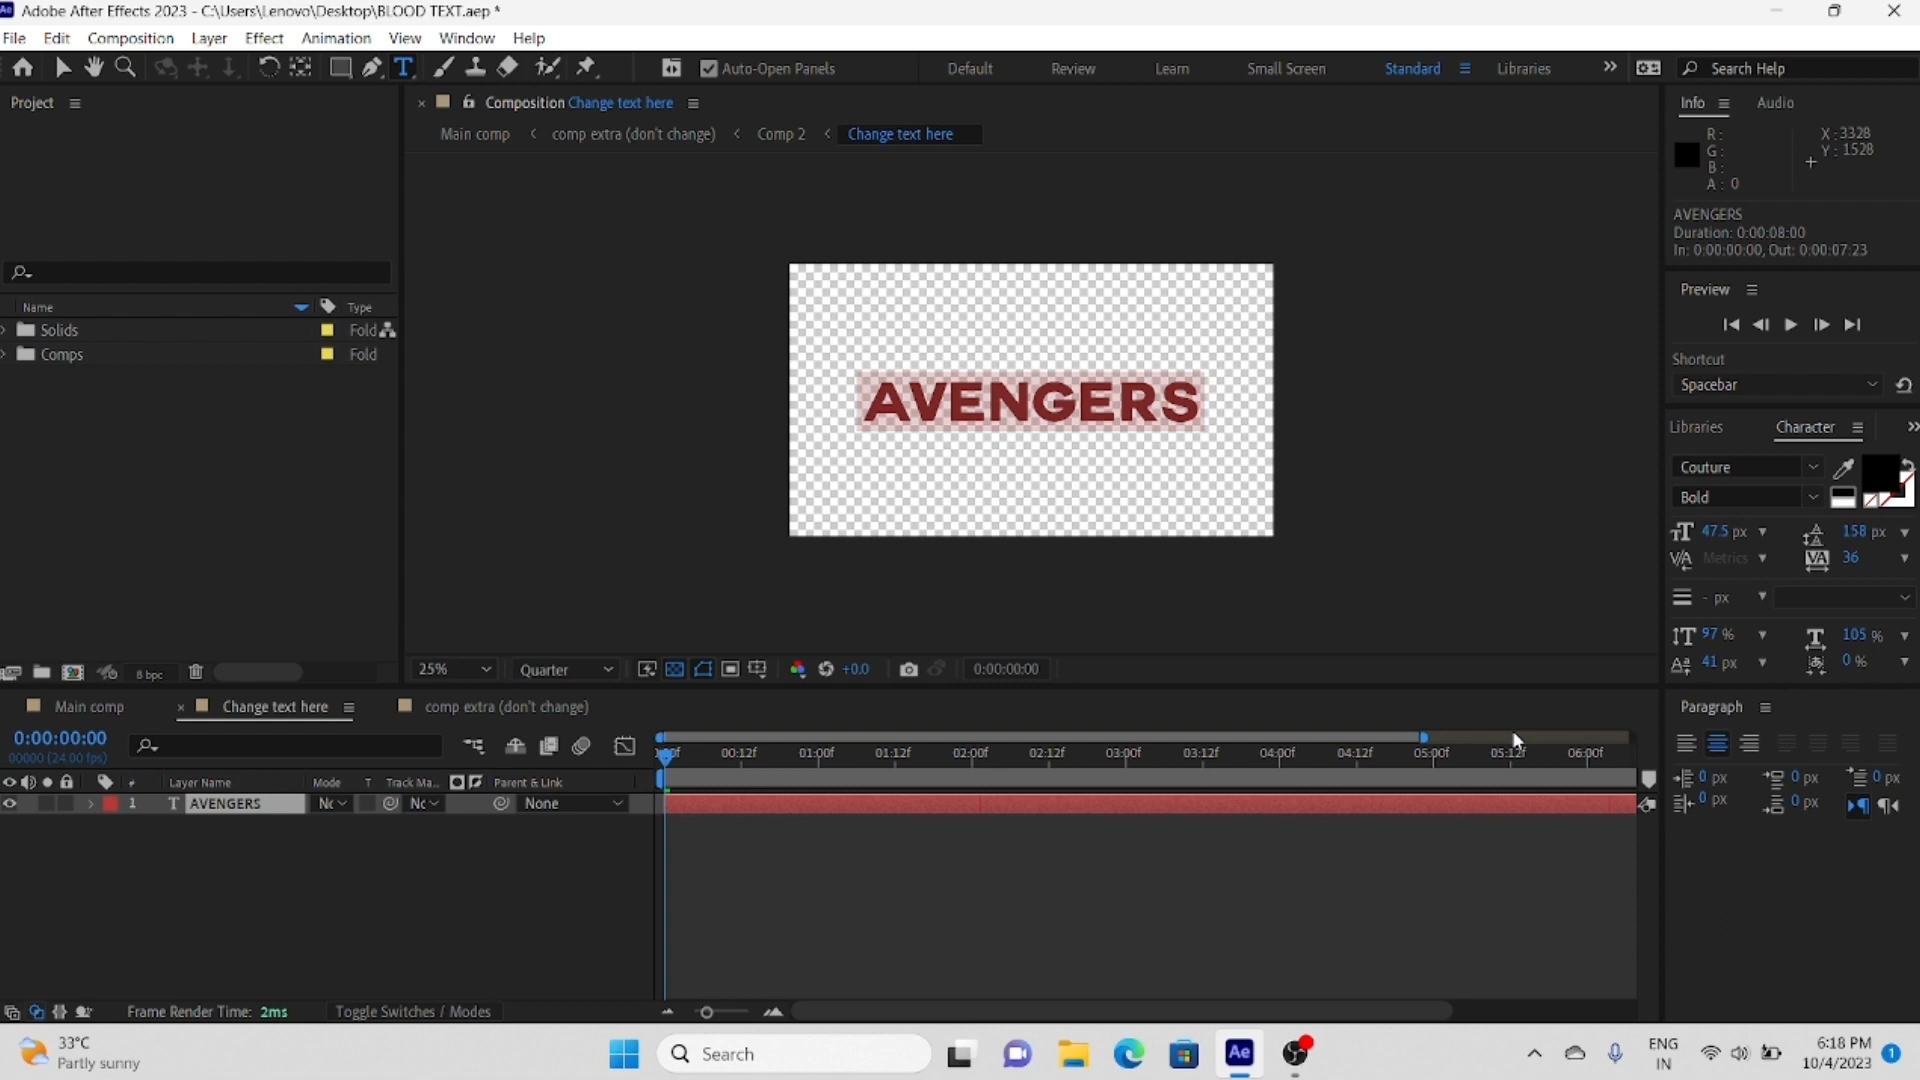 Adobe After Effects 2023 - C:\Users\Lenovo\Desktop\BLOOD TEXT.aep *
File Edit Composition Layer Effect Animation View Window Help
Auto-Open Panels Default Review Learn Small Screen Standard Libraries Search Help
Project
Composition Change text here
Main comp comp extra (don't change) Comp 2 Change text here
Info Audio
R:
G:
B:
A: 0
X: 3328
Y: 1528
AVENGERS
Duration: 0:00:08:00
In: 0:00:00:00, Out: 0:00:07:23
Name Type
Solids Fold
Comps Fold
AVENGERS
Preview
Shortcut
Spacebar
Libraries Character
Couture
Bold
47.5 px 158 px
Metrics 36
- px
97 % 105 %
41 px 0 %
8 bpc
25% Quarter +0.0 0:00:00:00
Main comp Change text here comp extra (don't change)
0:00:00:00
00000 (24.00 fps)
00:12f 01:00f 01:12f 02:00f 02:12f 03:00f 03:12f 04:00f 04:12f 05:00f 05:12f 06:00f
# Layer Name Mode T Track Ma... Parent & Link
1 T AVENGERS None
Paragraph
0 px 0 px 0 px
0 px 0 px
Frame Render Time: 2ms Toggle Switches / Modes
33°C
Partly sunny
Search
Ae
ENG
IN
6:18 PM
10/4/2023
1